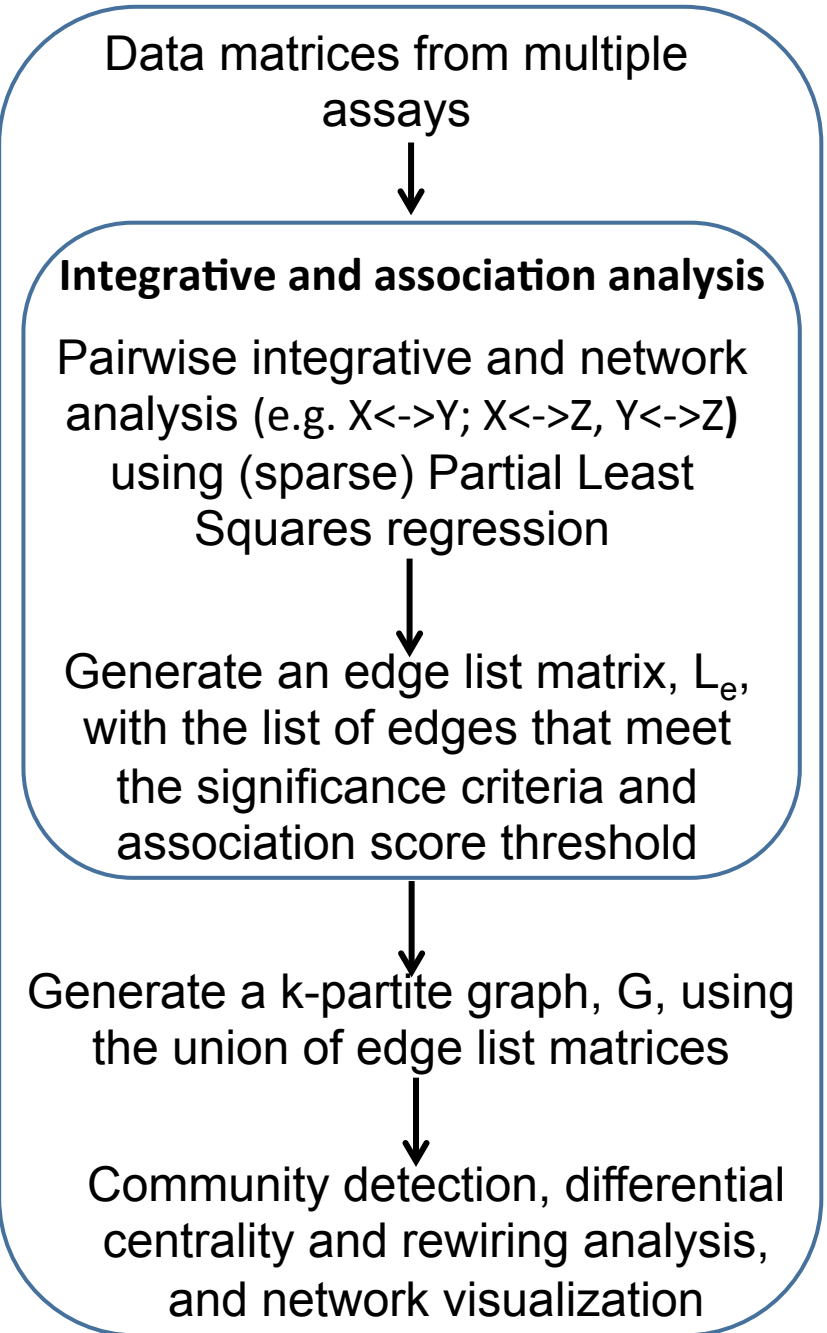 Data matrices from multiple
assays
Integrative and association analysis
Pairwise integrative and network
analysis (e.g. X<->Y; X<->Z, Y<->Z)
using (sparse) Partial Least
Squares regression
Generate an edge list matrix, Lₑ,
with the list of edges that meet
the significance criteria and
association score threshold
Generate a k-partite graph, G, using
the union of edge list matrices
Community detection, differential
centrality and rewiring analysis,
and network visualization